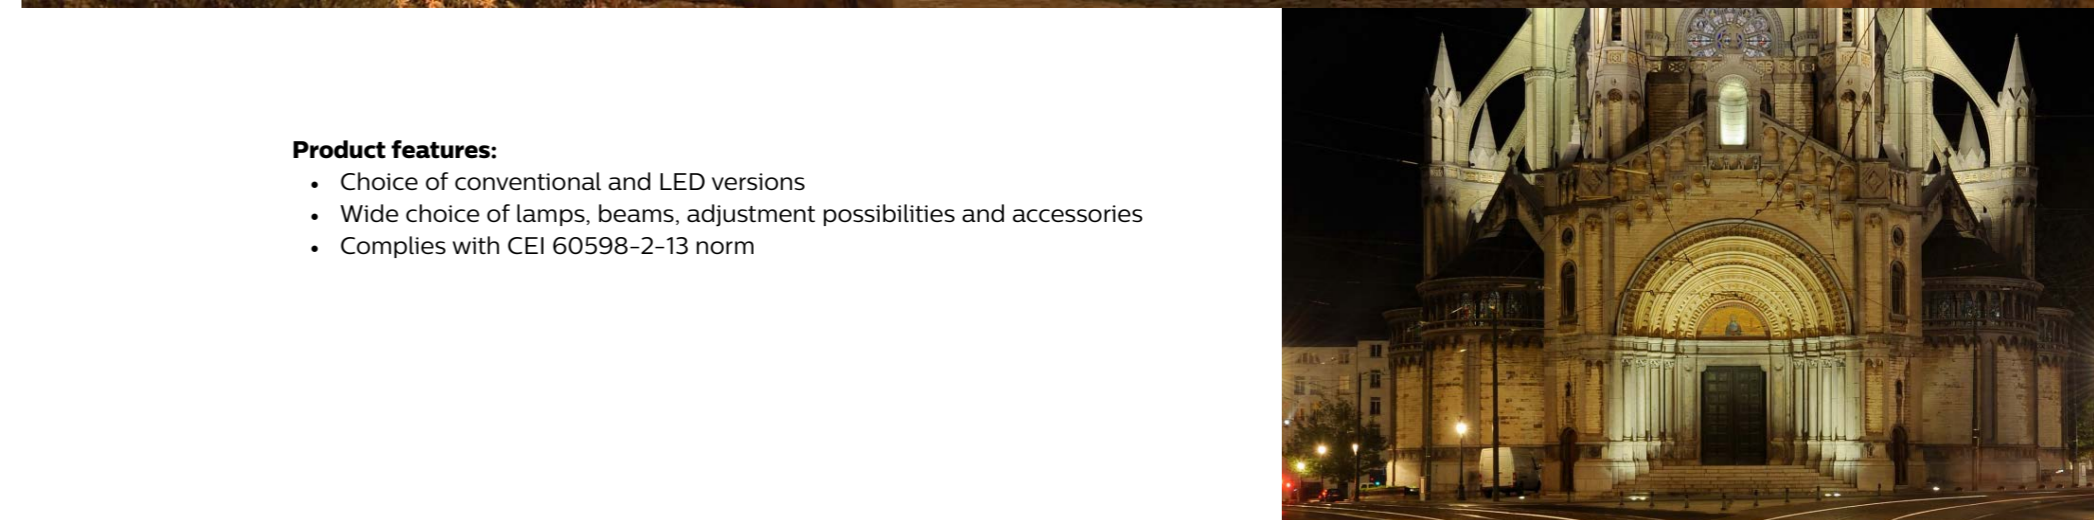 Product features:
• Choice of conventional and LED versions
• Wide choice of lamps, beams, adjustment possibilities and accessories
• Complies with CEI 60598-2-13 norm